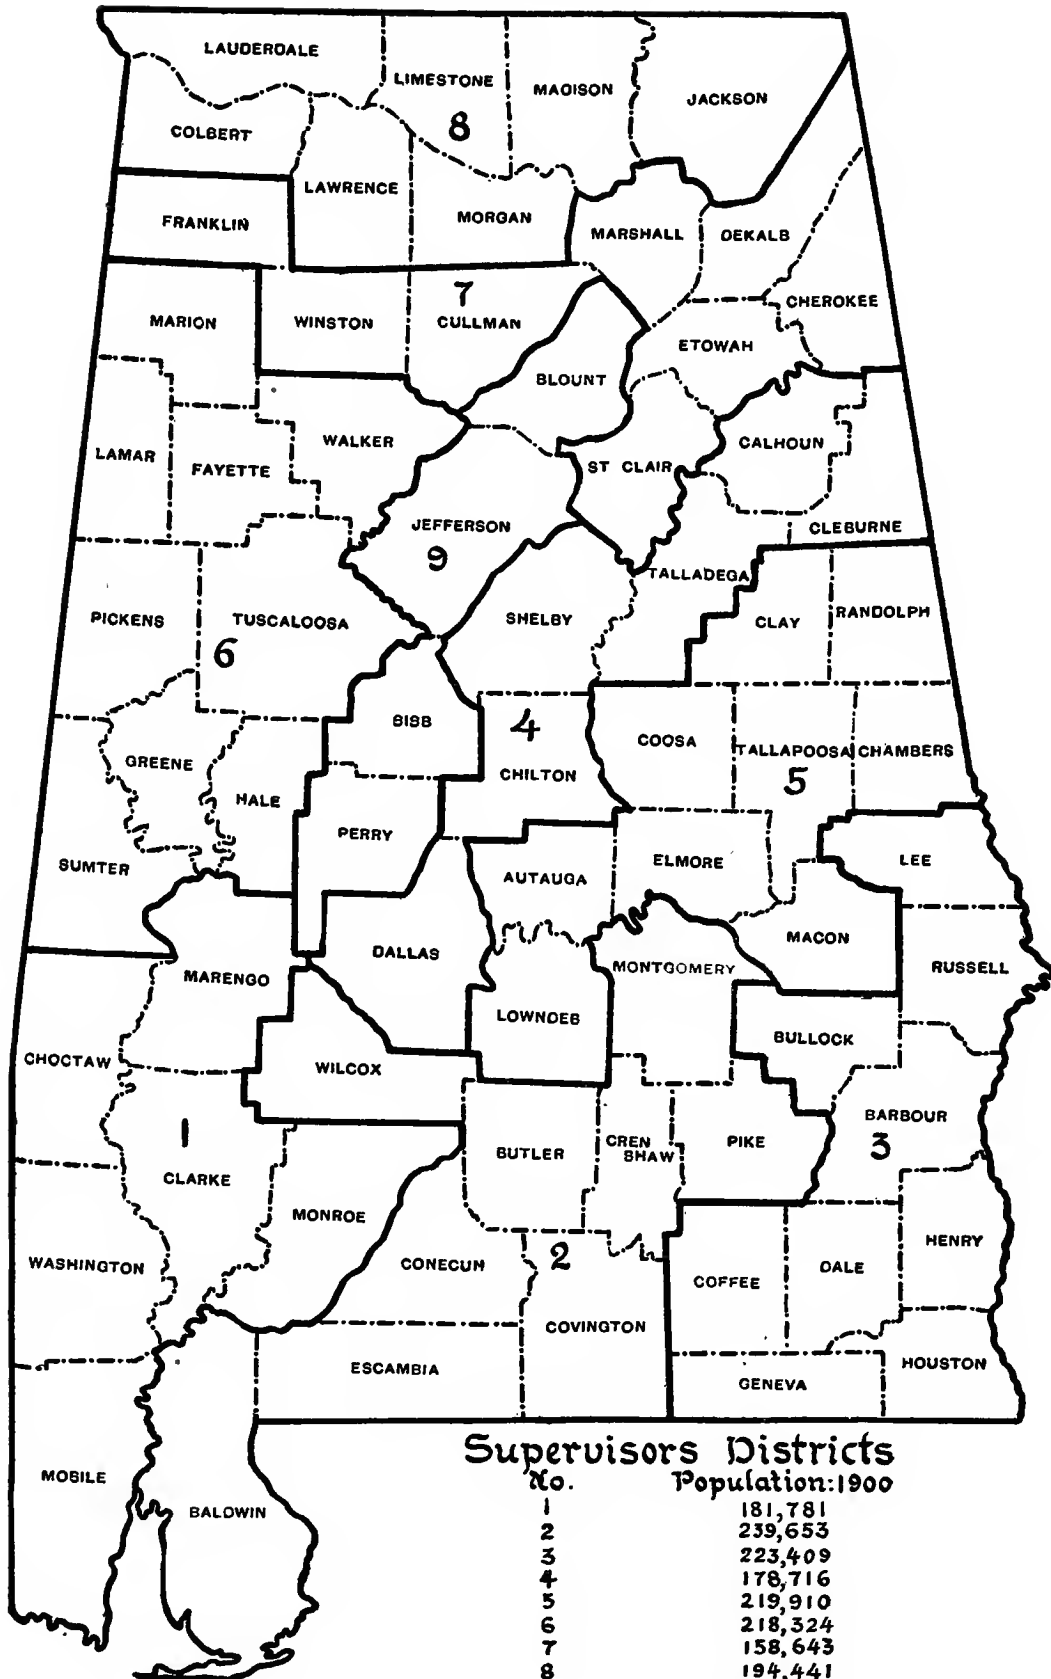 LAUDERDALE
LIMESTONE
MADISON
JACKSON
8
COLBERT
LAWRENCE
FRANKLIN
MORGAN
MARSHALL
DEKALB
7
CHEROKEE
MARION
WINSTON
CULLMAN
ETOWAH
BLOUNT
WALKER
CALHOUN
LAMAR
FAYETTE
ST CLAIR
JEFFERSON
CLEBURNE
9
TALLADEGA
PICKENS
TUSCALOOSA
SHELBY
CLAY
RANDOLPH
6
BIBB
4
COOSA
TALLAPOOSA
CHAMBERS
GREENE
CHILTON
5
HALE
PERRY
SUMTER
ELMORE
LEE
AUTAUGA
MACON
DALLAS
MARENGO
MONTGOMERY
RUSSELL
LOWNDES
BULLOCK
CHOCTAW
WILCOX
BARBOUR
1
CREN
SHAW
PIKE
3
BUTLER
CLARKE
MONROE
HENRY
2
CONECUH
WASHINGTON
COFFEE
DALE
COVINGTON
ESCAMBIA
HOUSTON
GENEVA
Supervisors Districts
No. Population:1900
MOBILE
BALDWIN
1 181,781
2 239,653
3 223,409
4 178,716
5 219,910
6 218,324
7 158,643
8 194,441